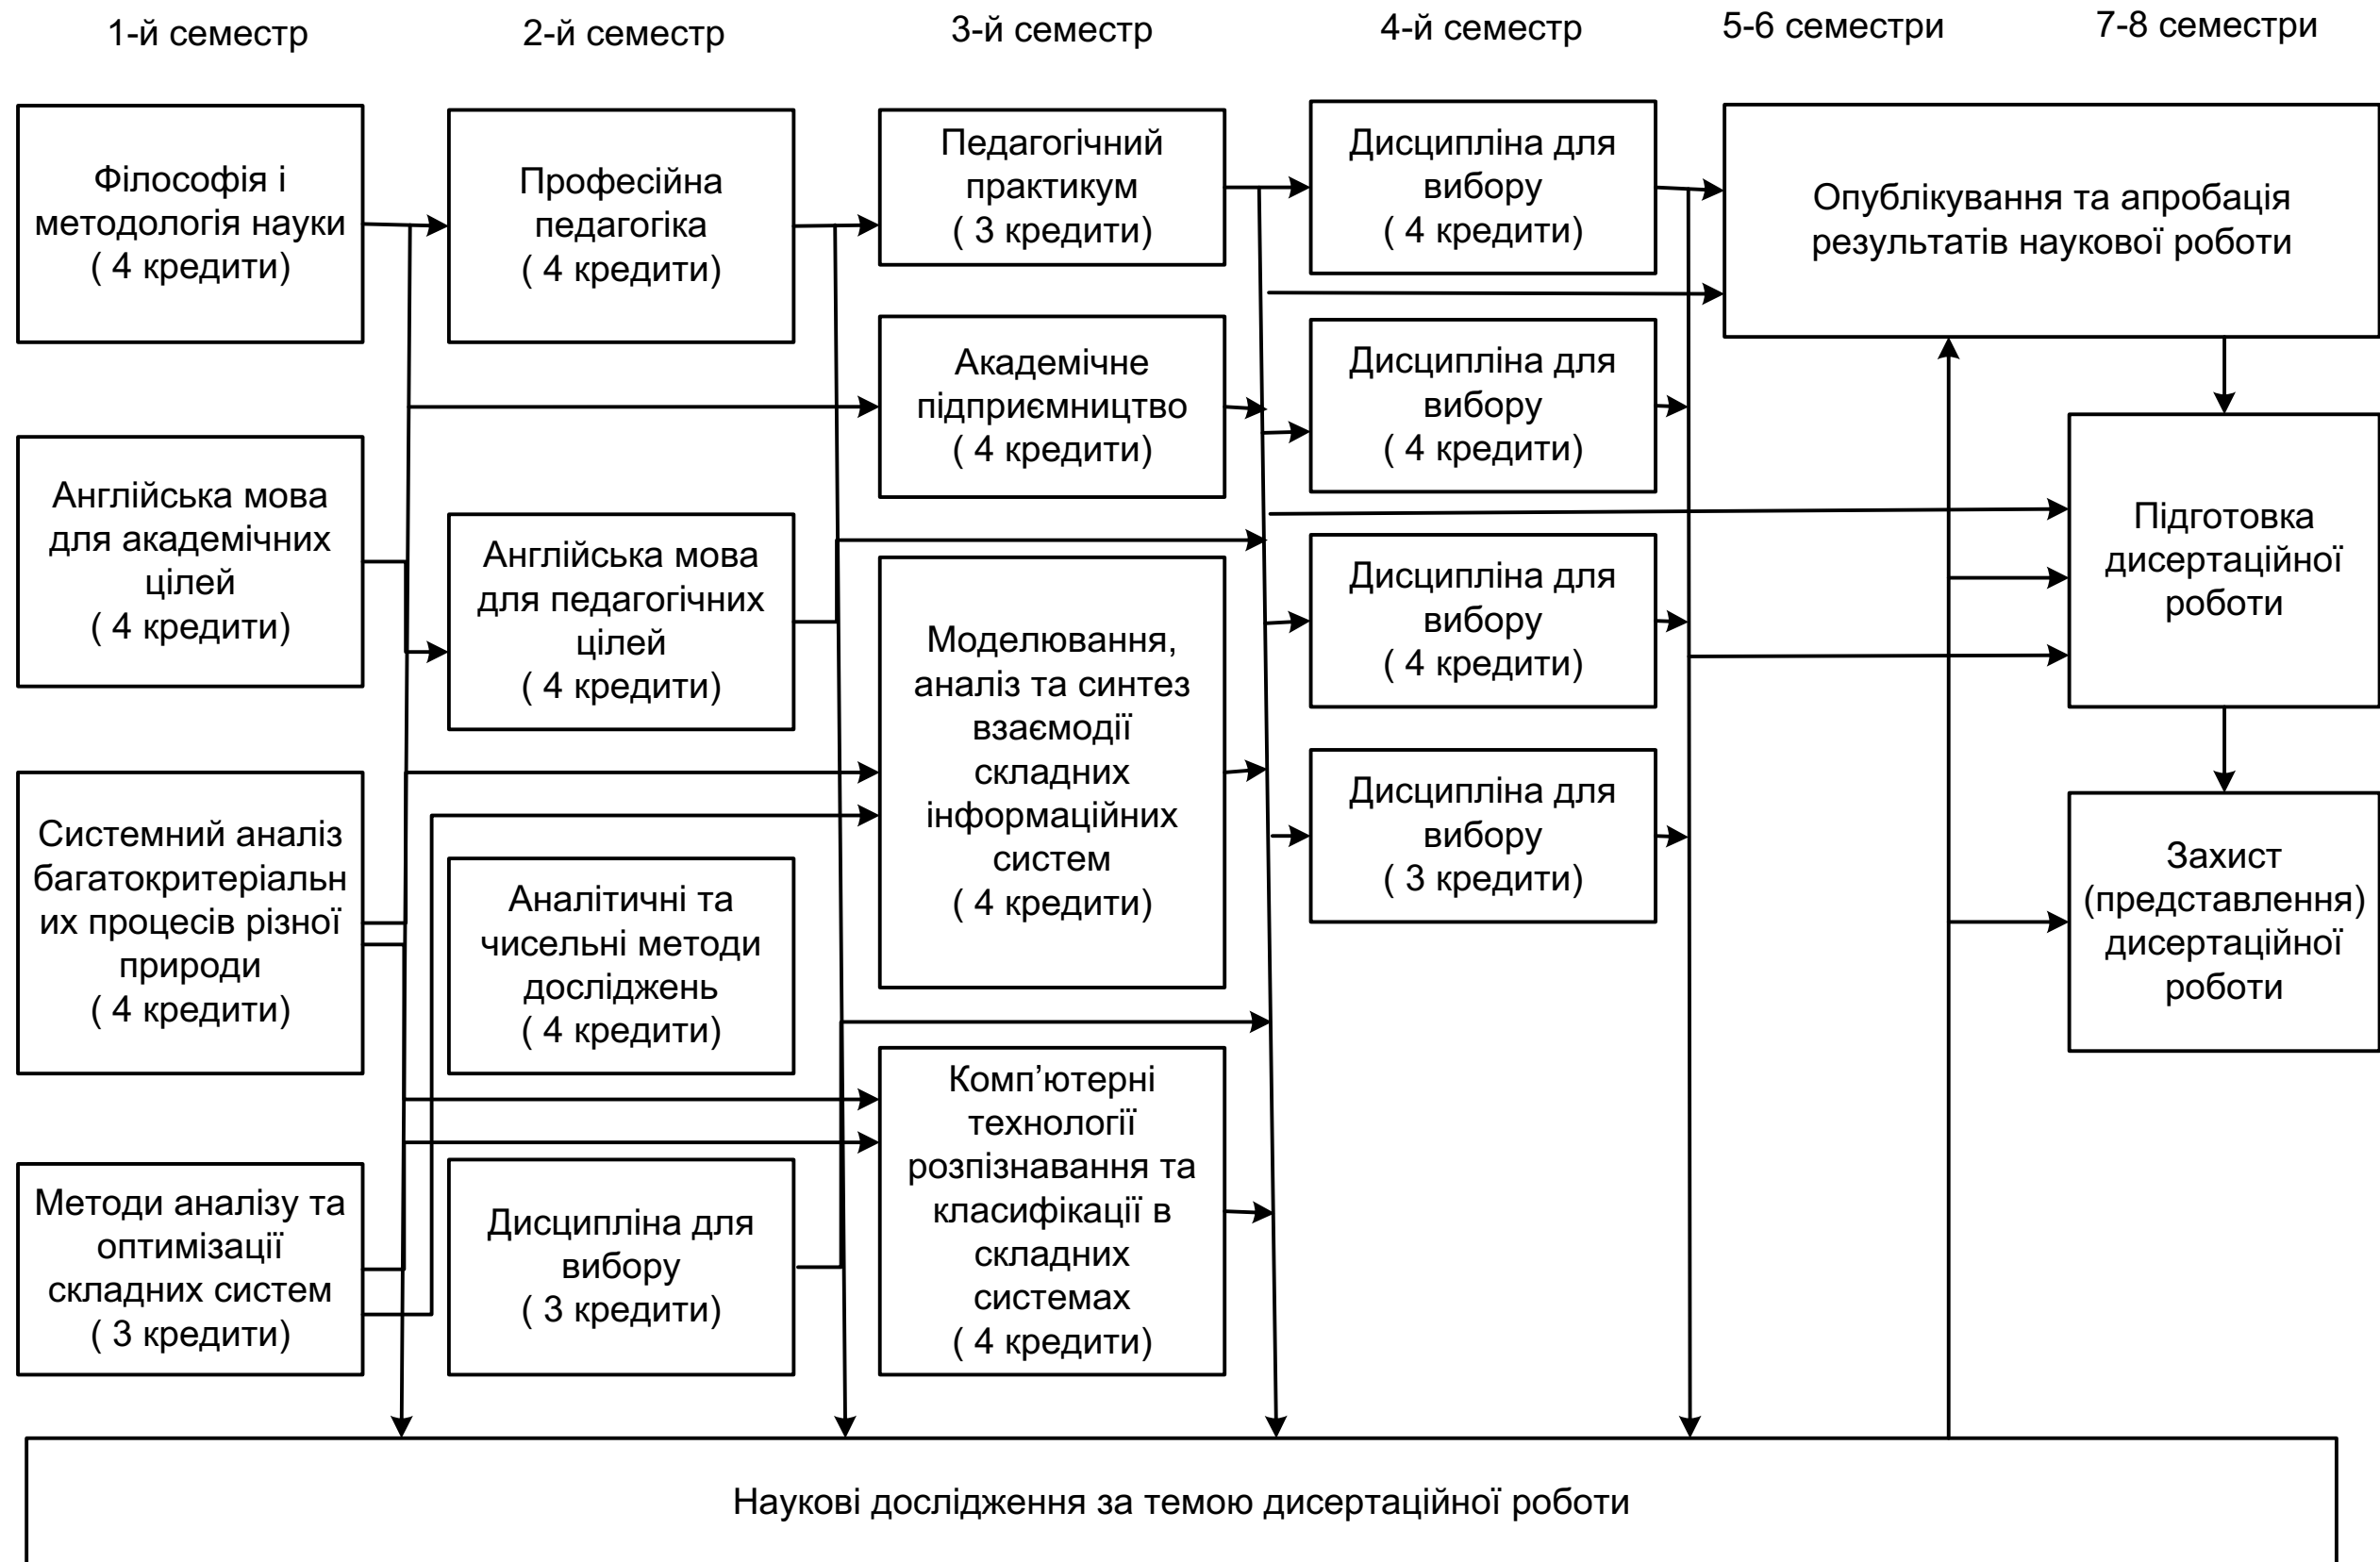 1-й семестр
2-й семестр
3-й семестр
4-й семестр
5-6 семестри
7-8 семестри
Філософія і
методологія науки
( 4 кредити)
Англійська мова
для академічних
цілей
( 4 кредити)
Системний аналіз
багатокритеріальн
их процесів різної
природи
( 4 кредити)
Методи аналізу та
оптимізації
складних систем
( 3 кредити)
Професійна
педагогіка
( 4 кредити)
Англійська мова
для педагогічних
цілей
( 4 кредити)
Аналітичні та
чисельні методи
досліджень
( 4 кредити)
Дисципліна для
вибору
( 3 кредити)
Педагогічний
практикум
( 3 кредити)
Академічне
підприємництво
( 4 кредити)
Моделювання,
аналіз та синтез
взаємодії
складних
інформаційних
систем
( 4 кредити)
Комп’ютерні
технології
розпізнавання та
класифікації в
складних
системах
( 4 кредити)
Дисципліна для
вибору
( 4 кредити)
Дисципліна для
вибору
( 4 кредити)
Дисципліна для
вибору
( 4 кредити)
Дисципліна для
вибору
( 3 кредити)
Опублікування та апробація
результатів наукової роботи
Підготовка
дисертаційної
роботи
Захист
(представлення)
дисертаційної
роботи
Наукові дослідження за темою дисертаційної роботи